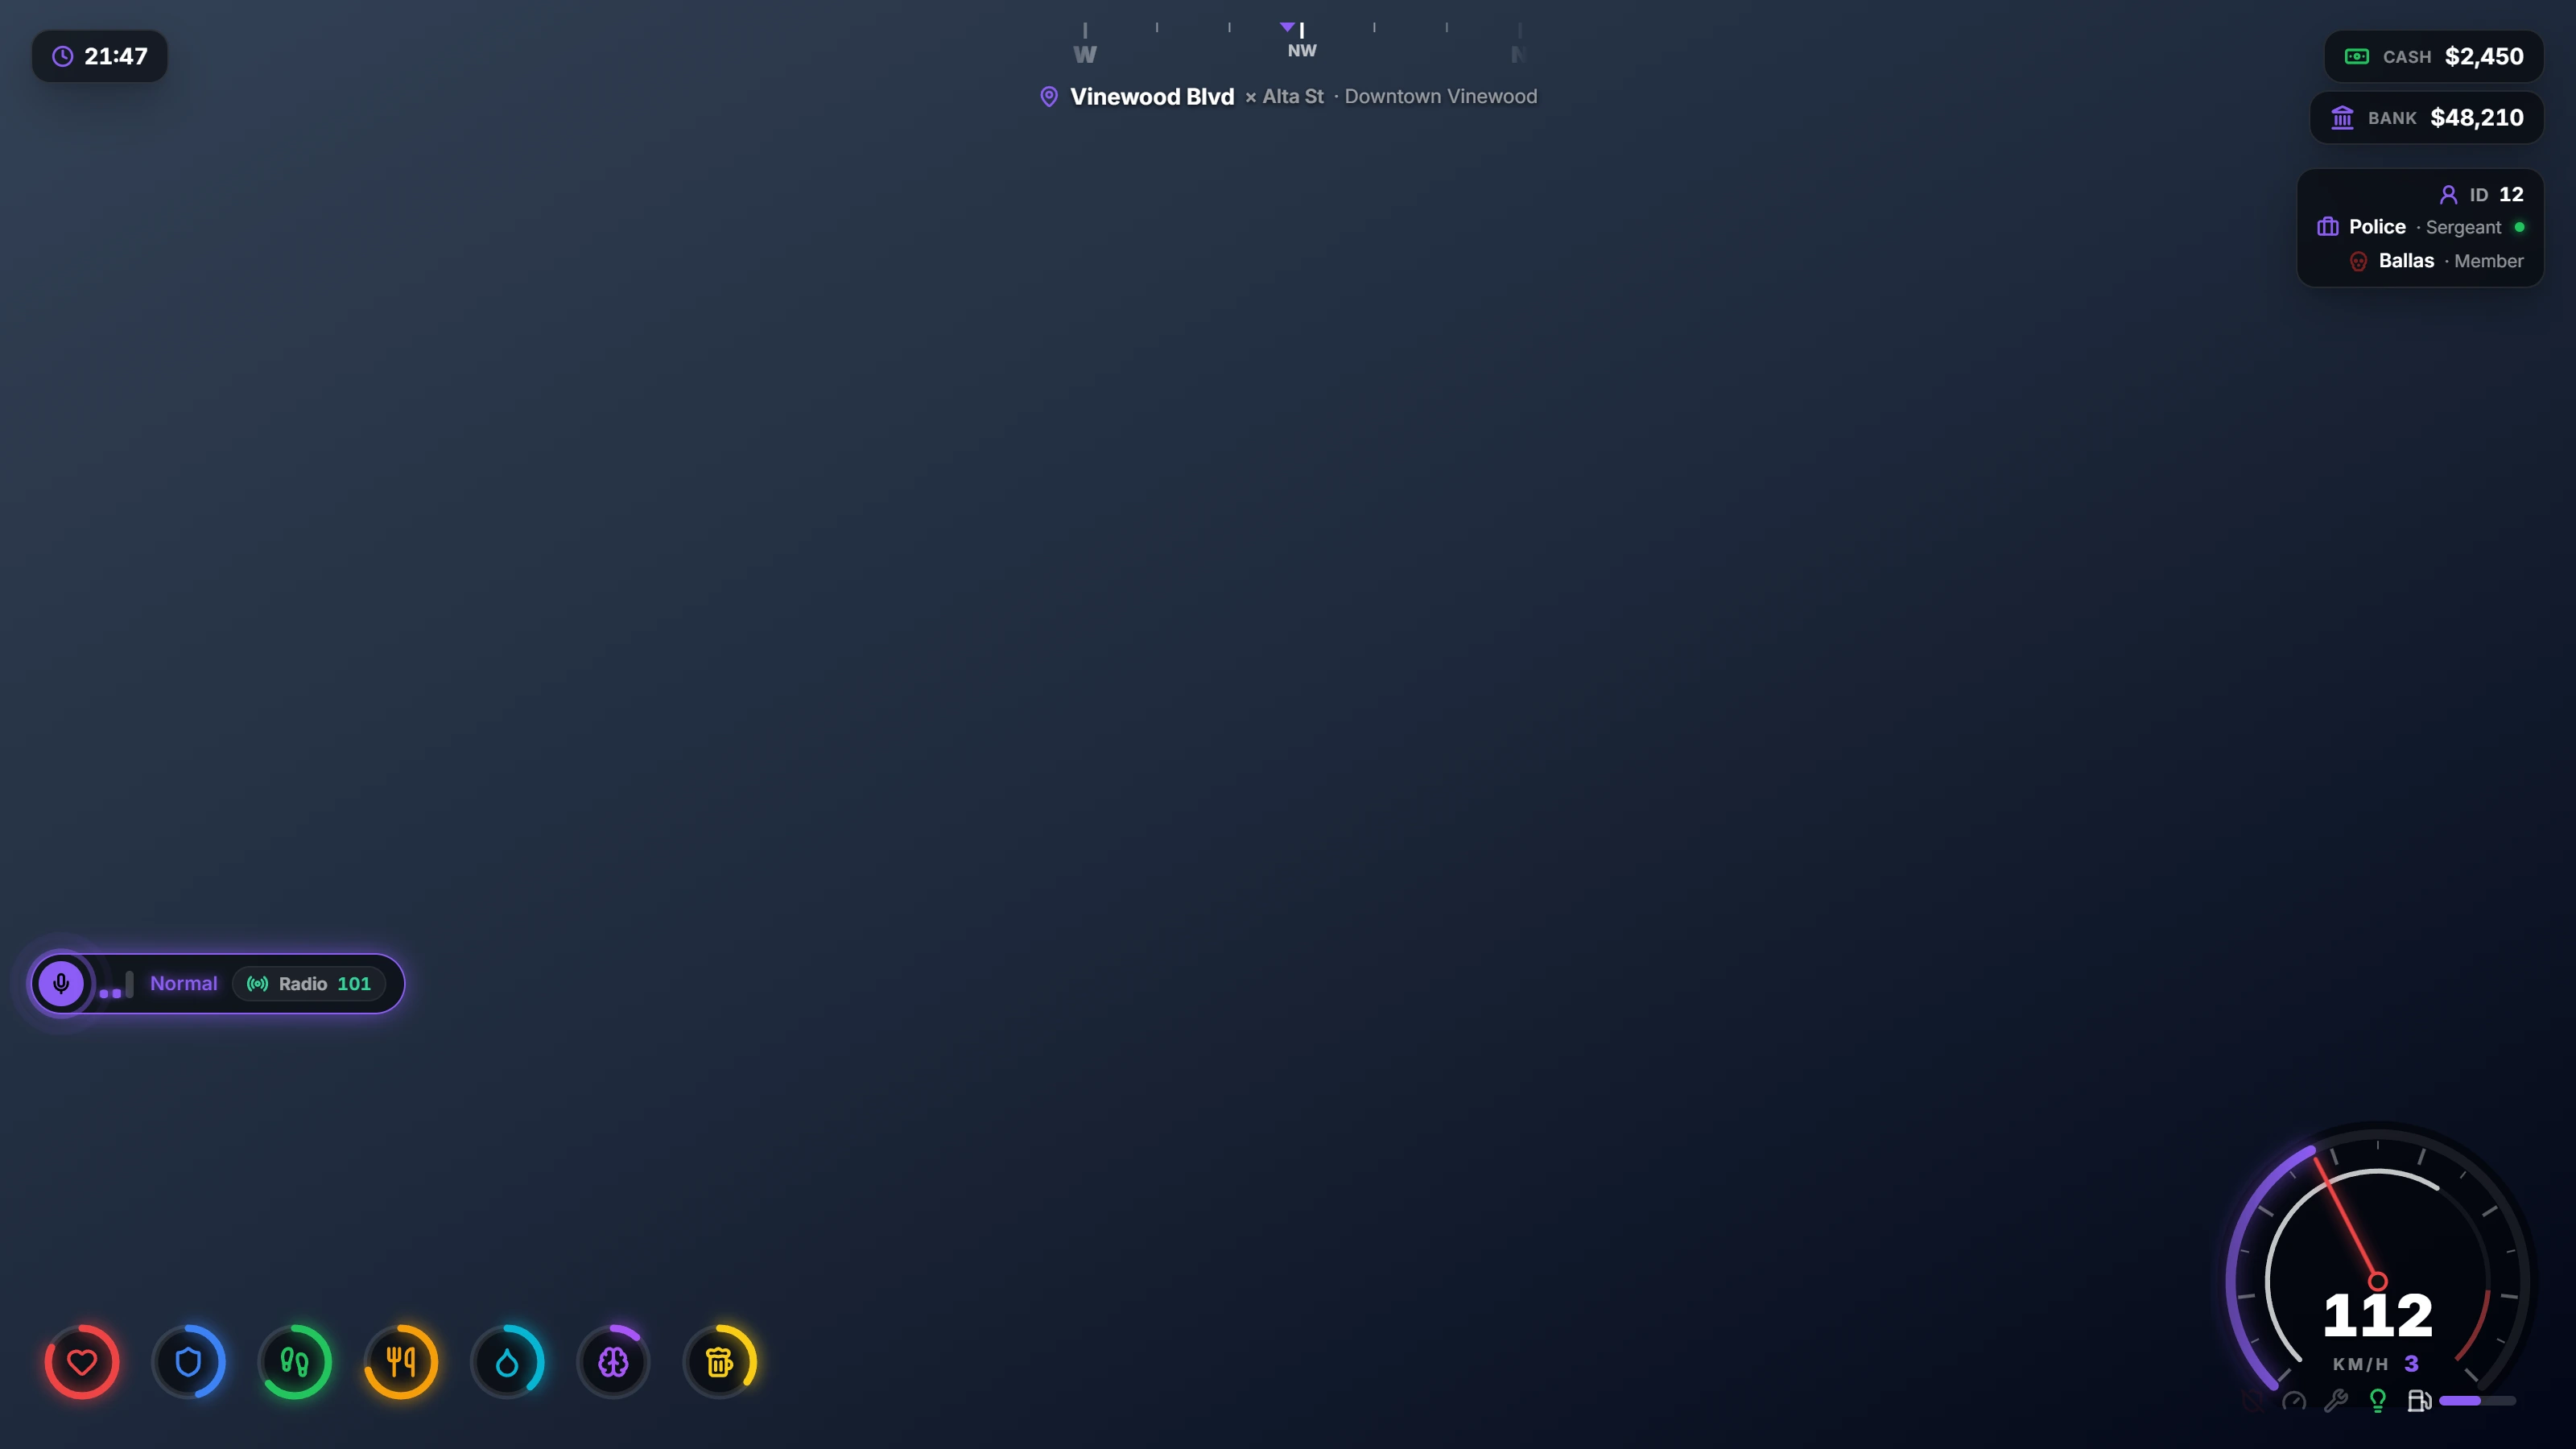 21:47
W NW N
Vinewood Blvd × Alta St · Downtown Vinewood
CASH $2,450
BANK $48,210
ID 12
Police · Sergeant
Ballas · Member
Normal Radio 101
112
KM/H 3